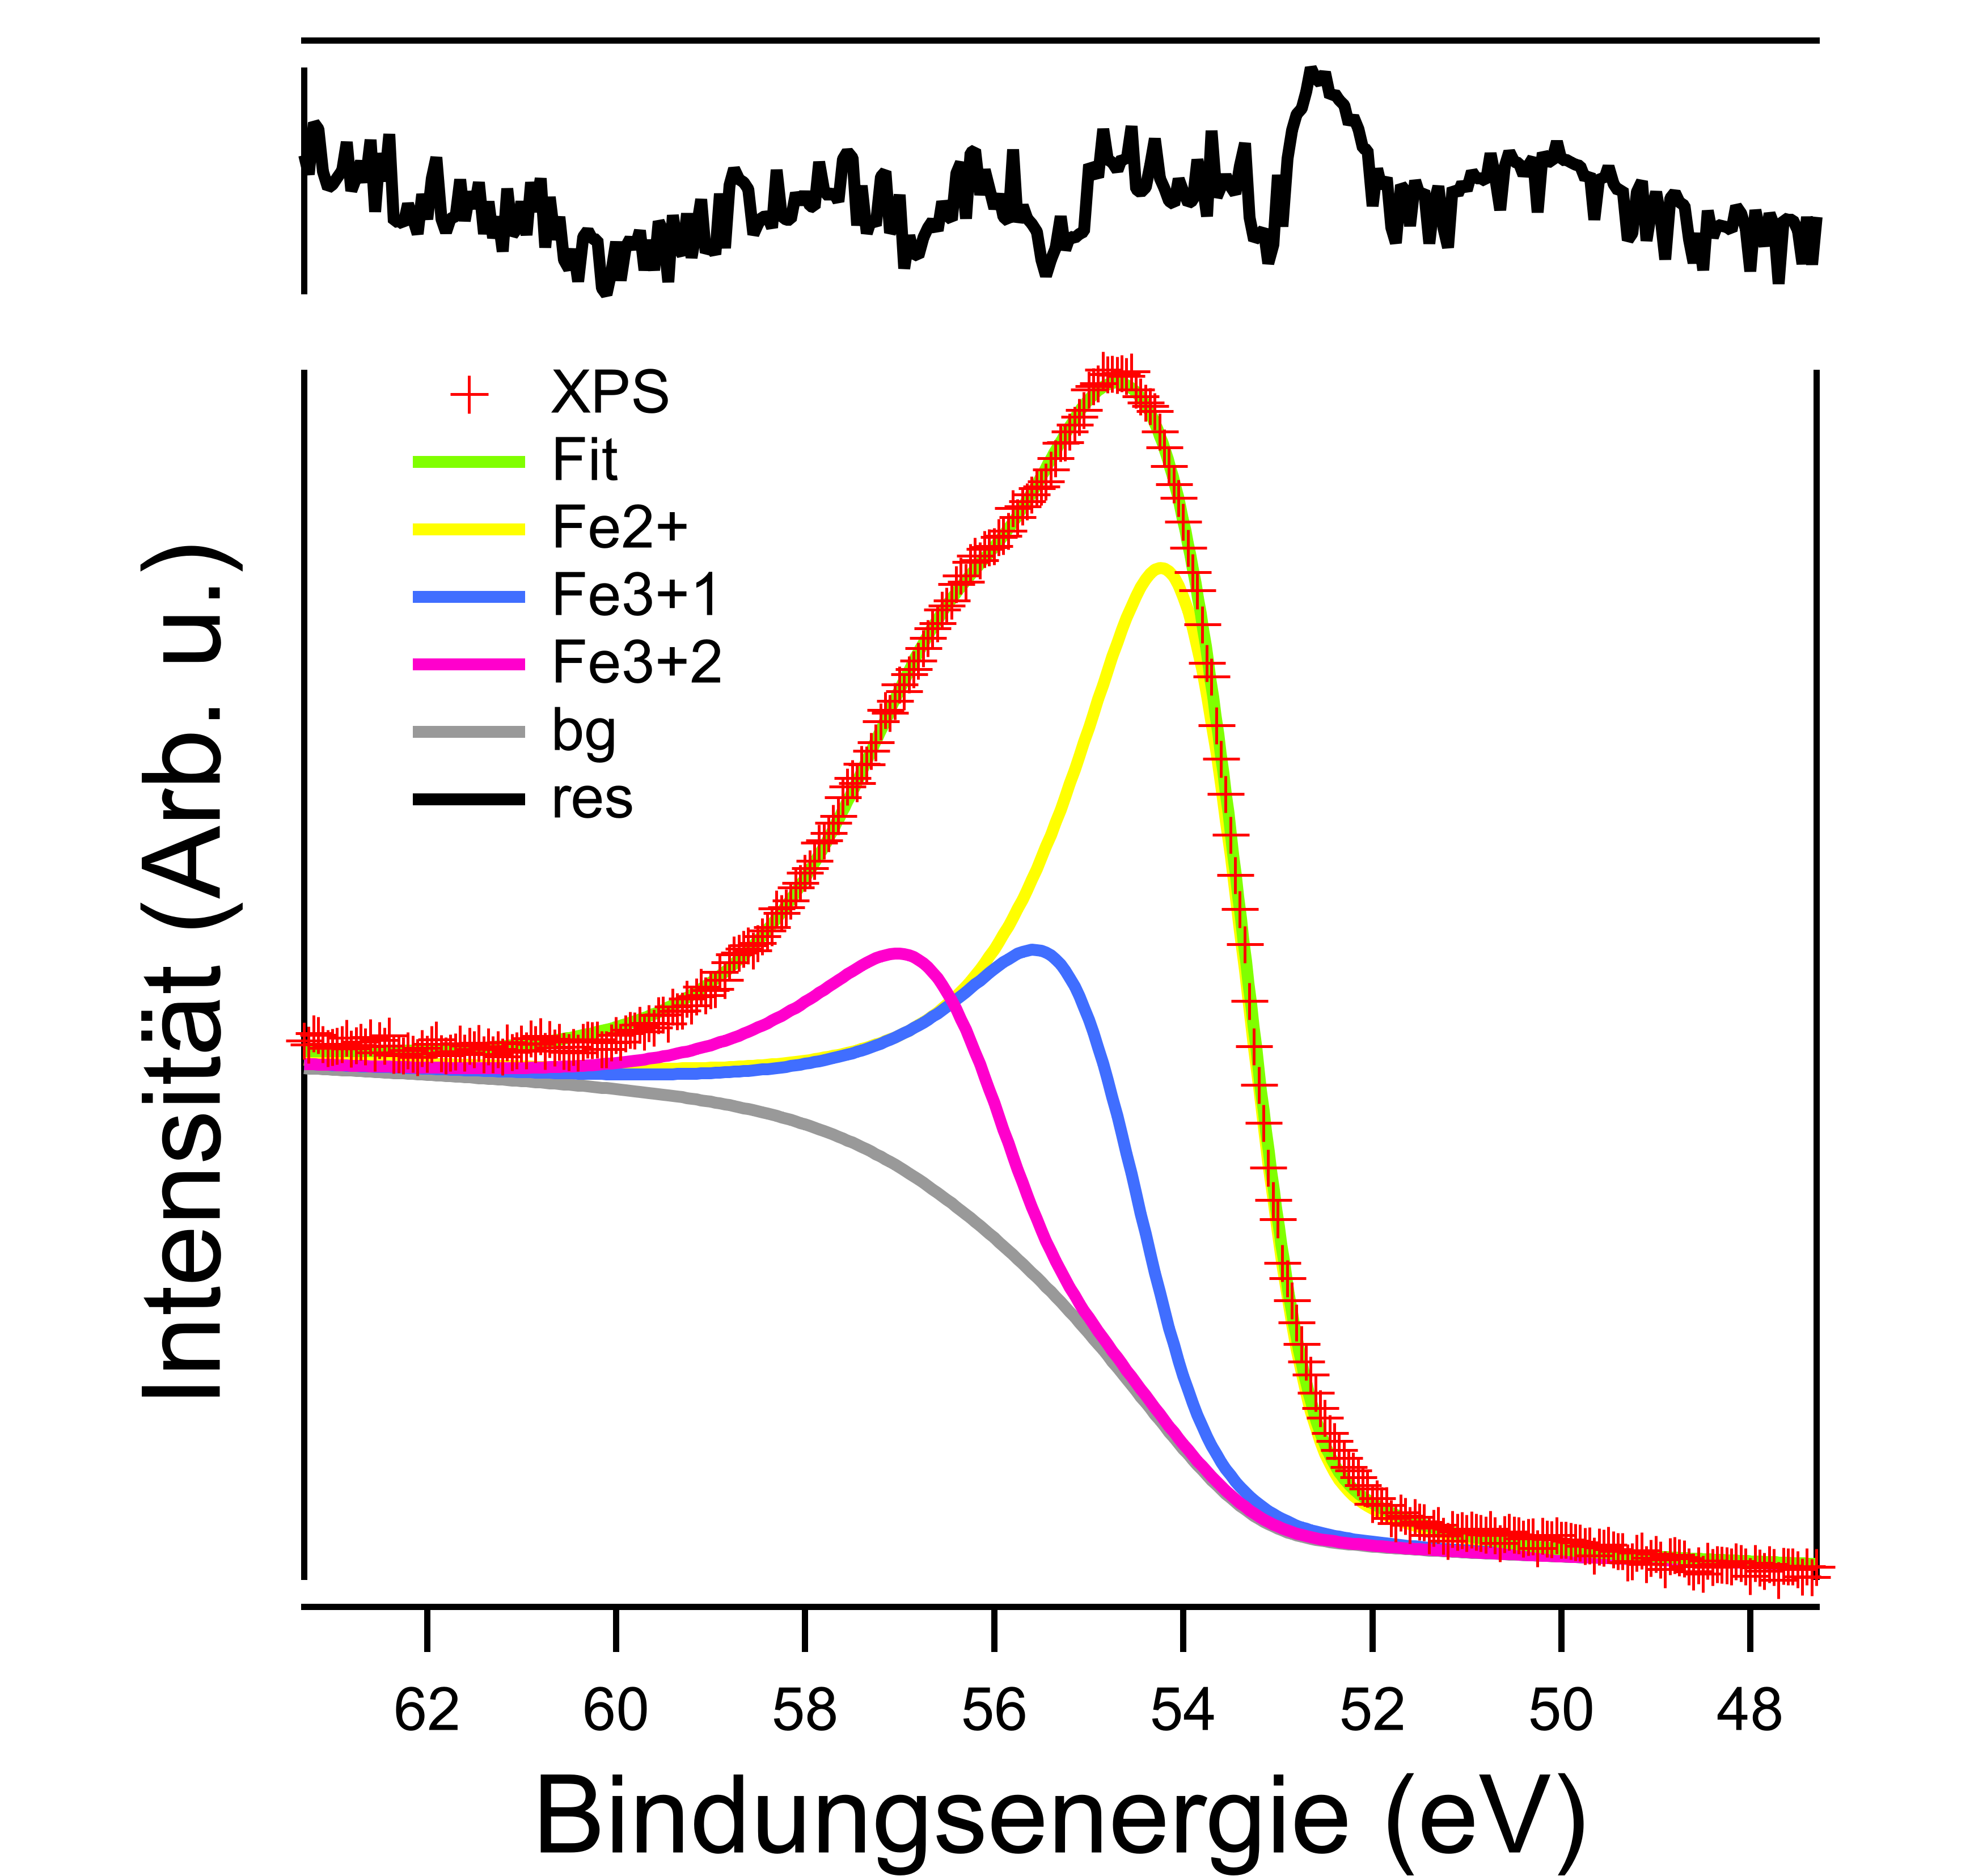 XPS
Fit
Fe2+
Fe3+1
Fe3+2
bg
res
Intensität (Arb. u.)
62 60 58 56 54 52 50 48
Bindungsenergie (eV)